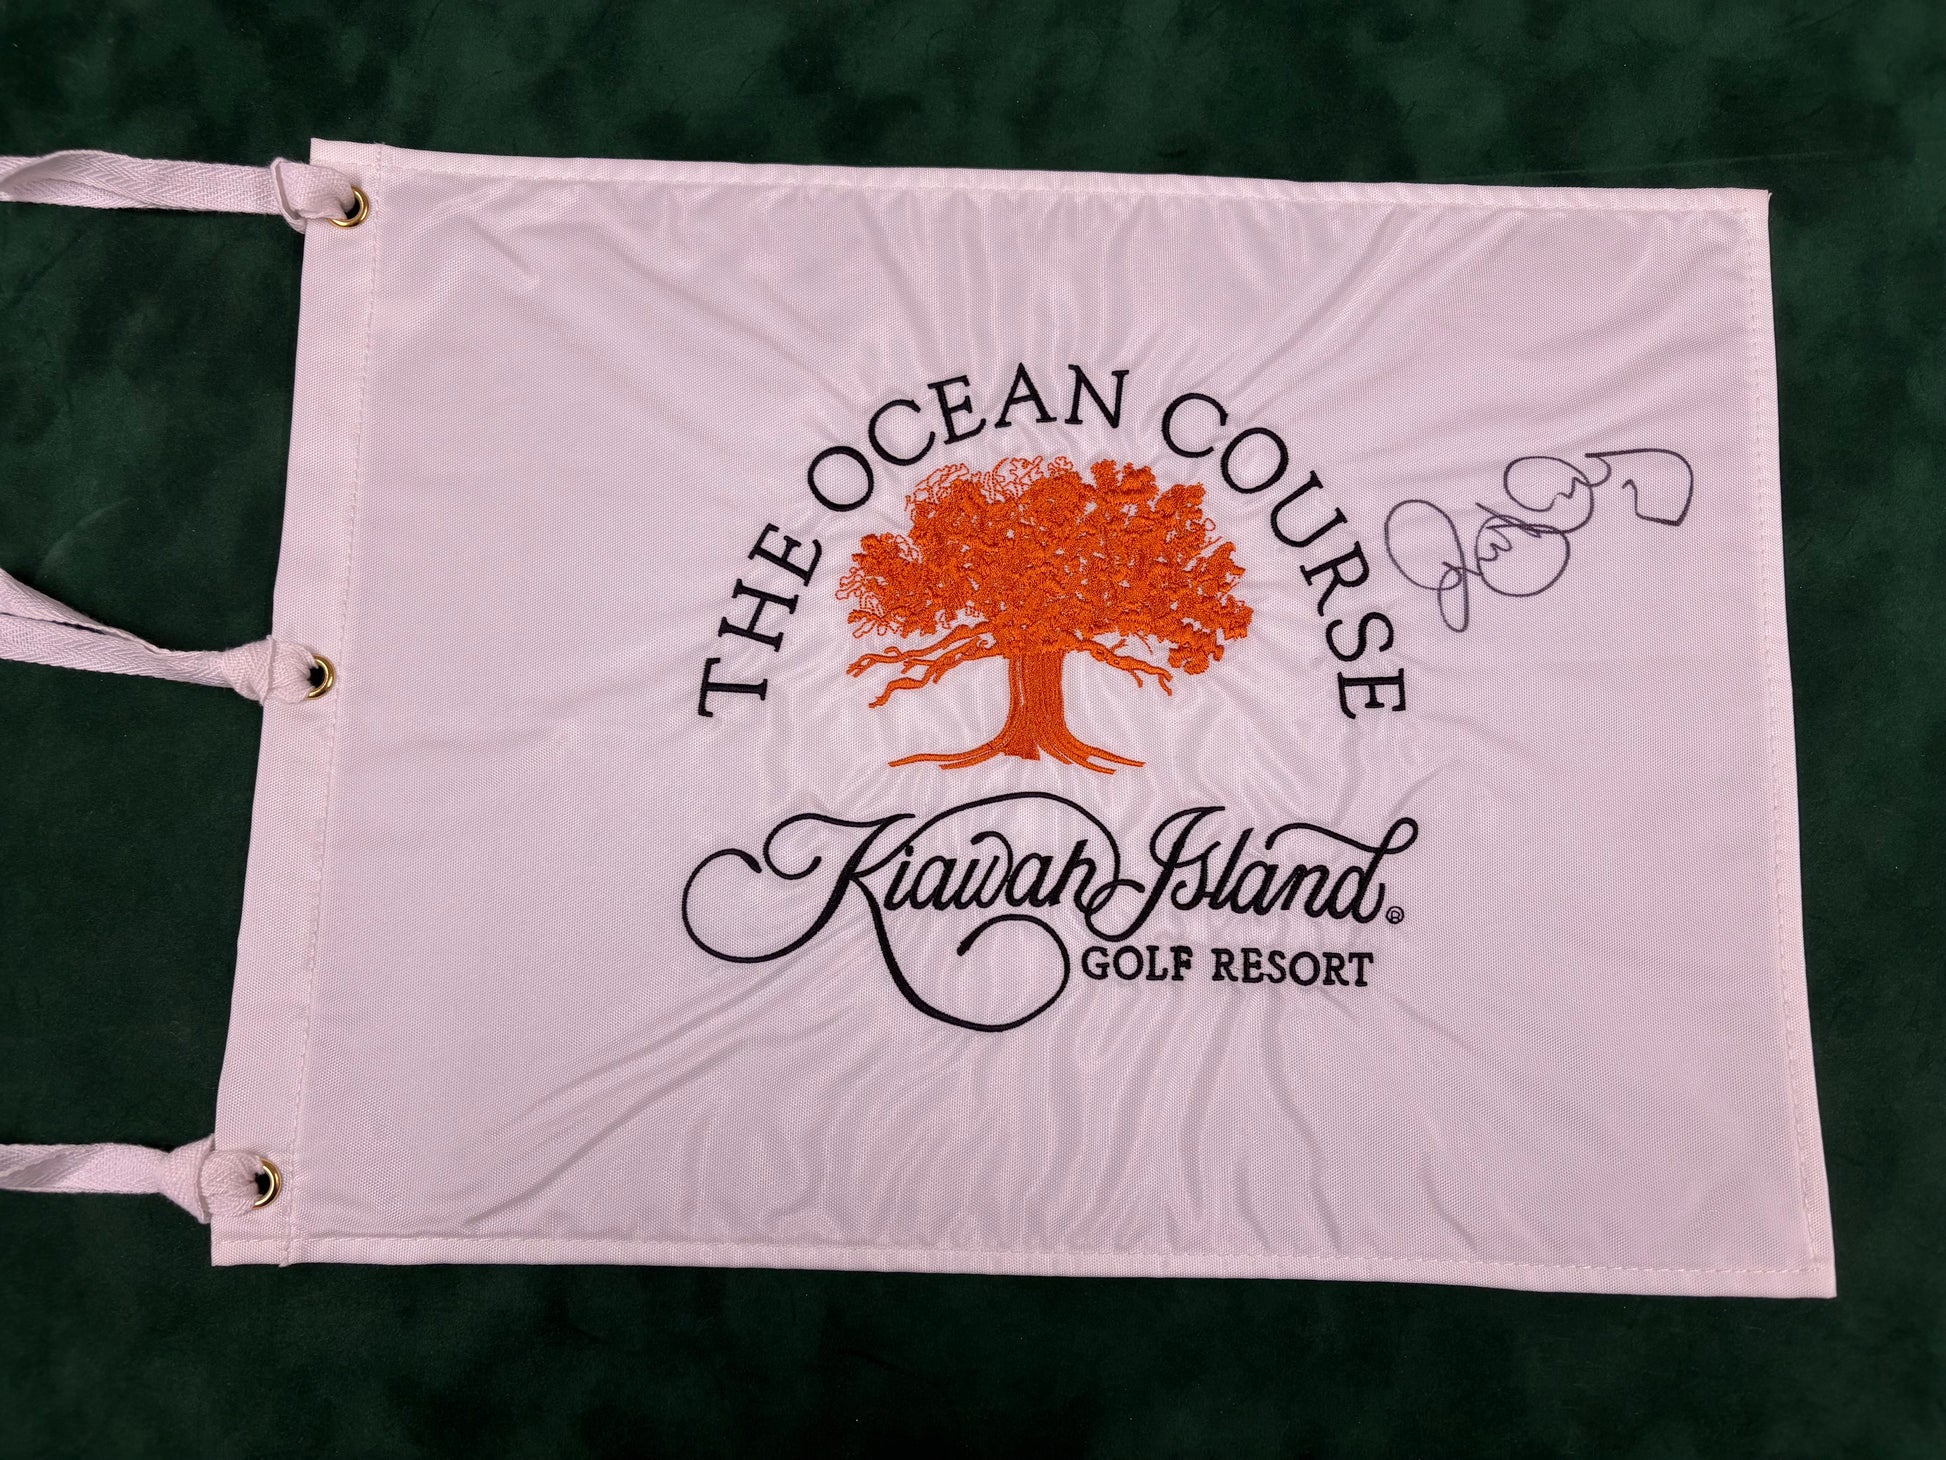 THE OCEAN COURSE
Kiawah Island®
GOLF RESORT